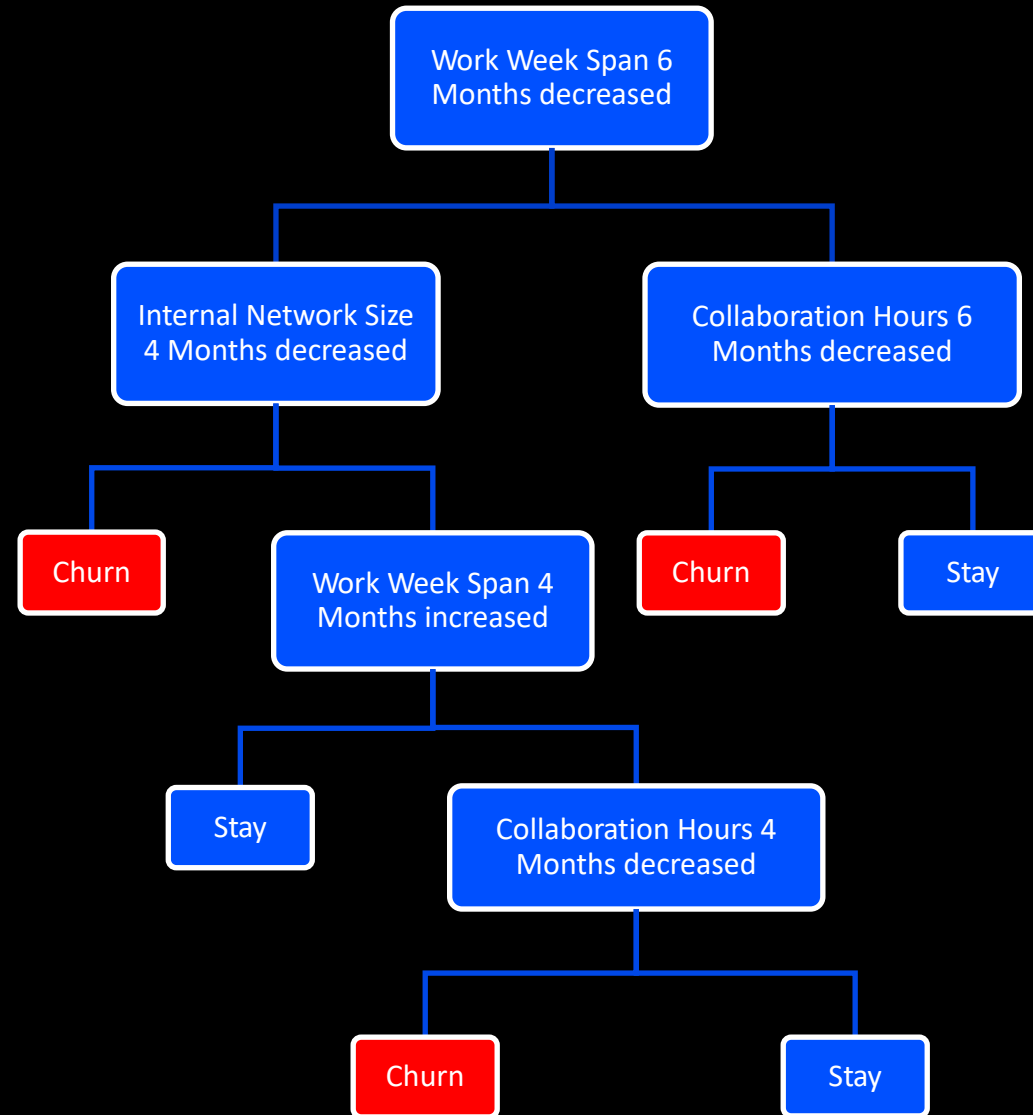 Work Week Span 6
Months decreased
Internal Network Size
4 Months decreased
Collaboration Hours 6
Months decreased
Churn
Work Week Span 4
Months increased
Churn
Stay
Stay
Collaboration Hours 4
Months decreased
Churn
Stay